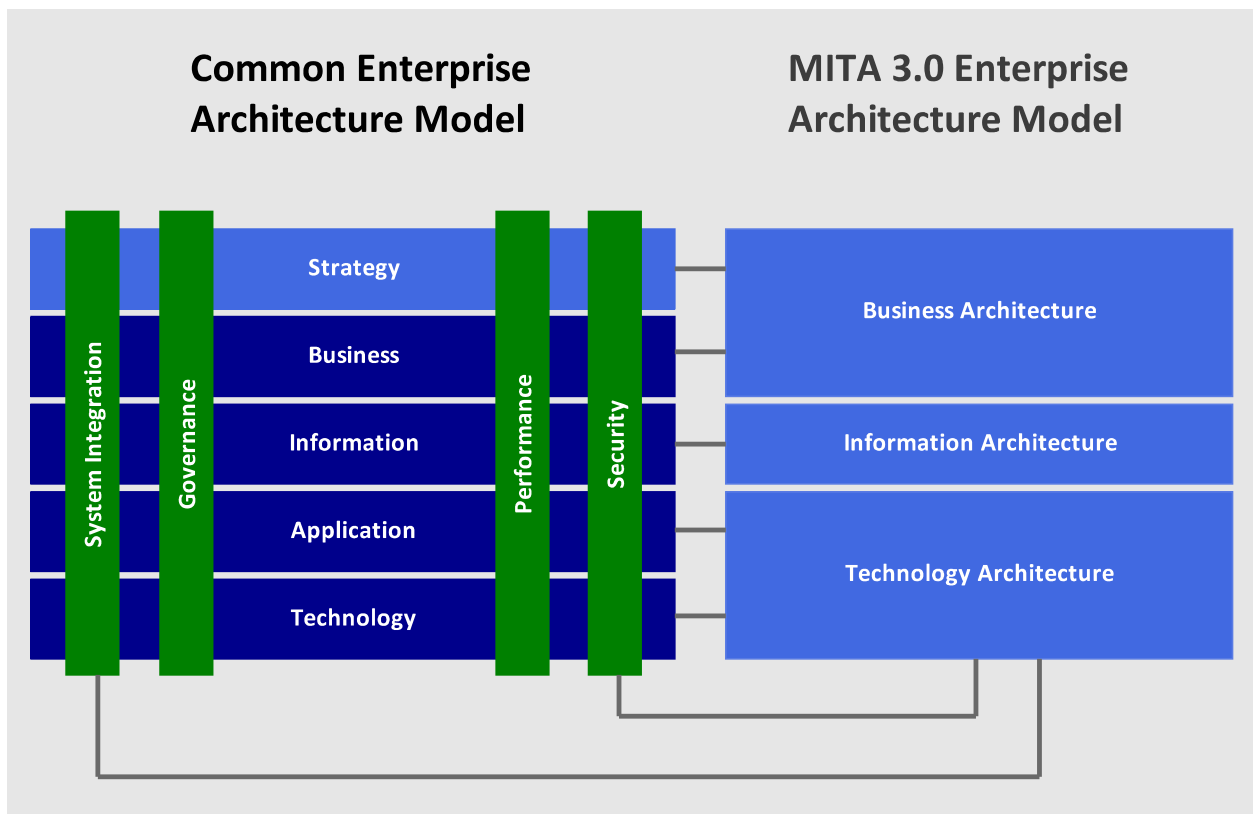 Common Enterprise
Architecture Model
MITA 3.0 Enterprise
Architecture Model
System Integration
Governance
Strategy
Business
Information
Application
Technology
Performance
Security
Business Architecture
Information Architecture
Technology Architecture